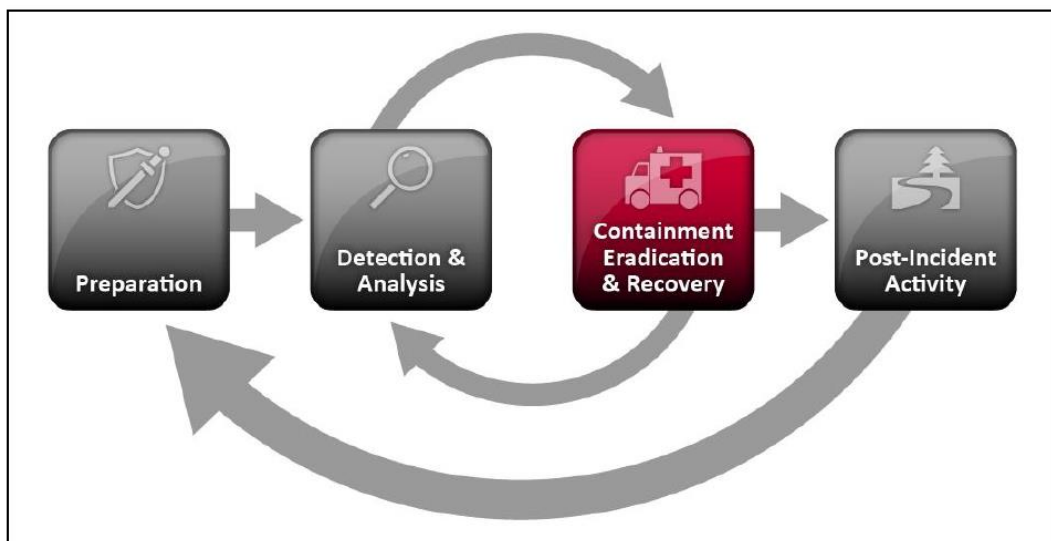 Preparation
Detection &
Analysis
Containment
Eradication
& Recovery
Post-Incident
Activity